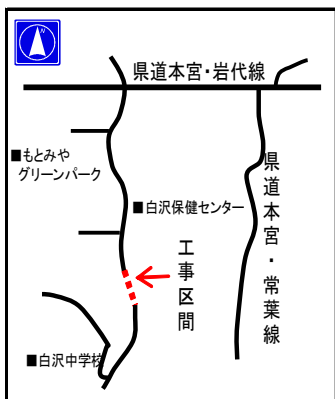 県道本宮・岩代線
■もとみや
グリーンパーク
■白沢保健センター
県道本宮・常葉線
工事区間
■白沢中学校